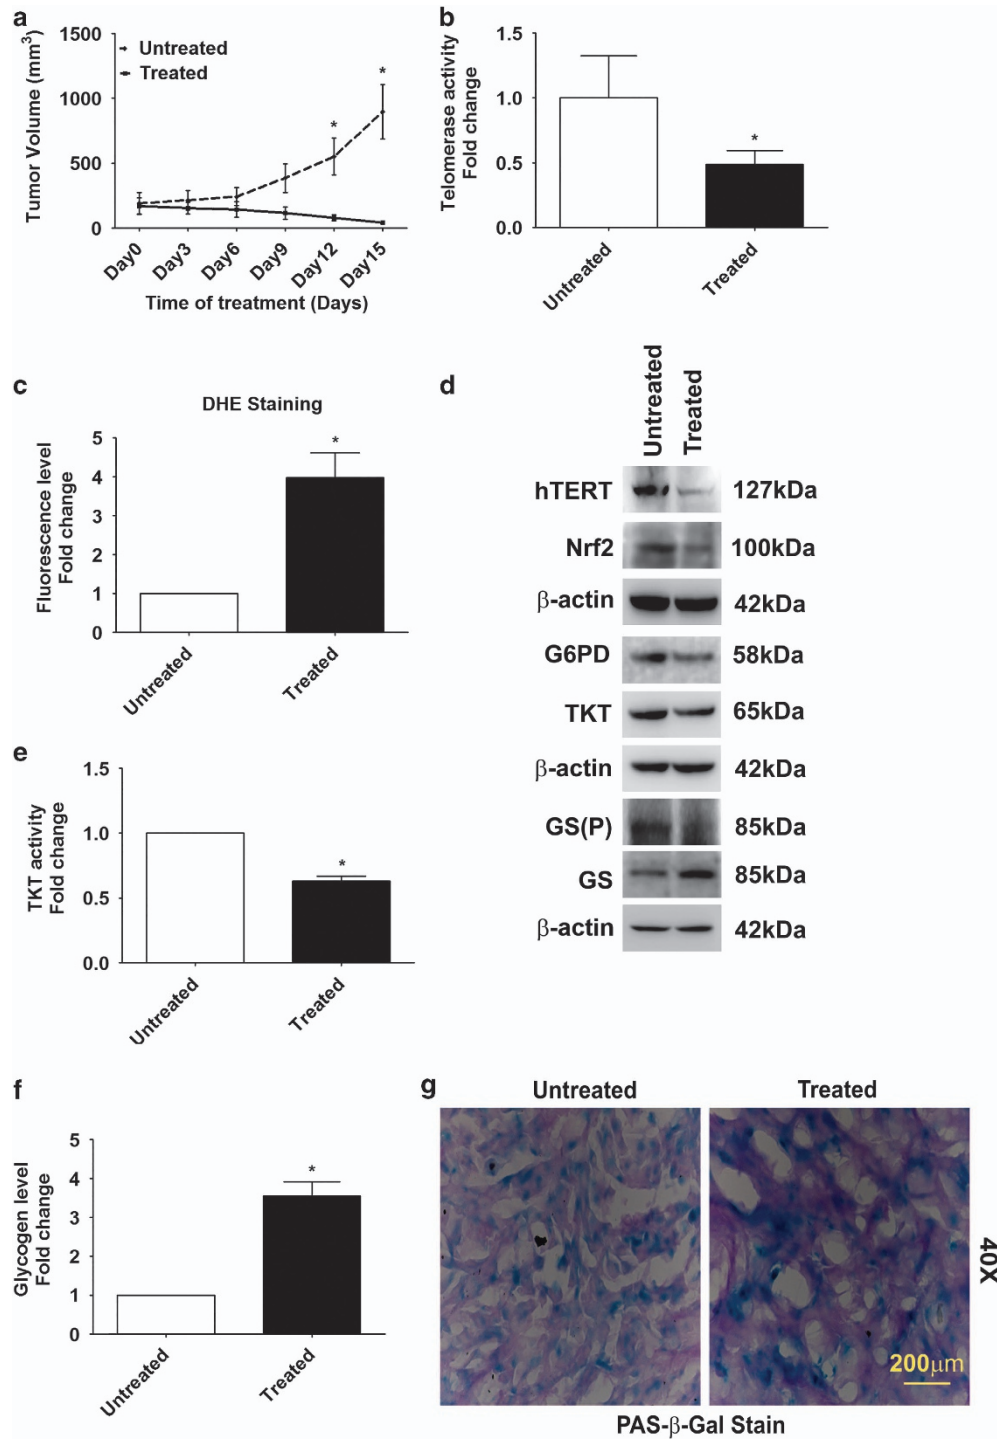 a
Tumor Volume (mm³)
1500
1000
500
0
Untreated
Treated
*
*
Day0
Day3
Day6
Day9
Day12
Day15
Time of treatment (Days)
b
Telomerase activity
Fold change
1.5
1.0
0.5
0.0
*
Untreated
Treated
c
DHE Staining
Fluorescence level
Fold change
5
4
3
2
1
0
*
Untreated
Treated
d
Untreated
Treated
hTERT 127kDa
Nrf2 100kDa
β-actin 42kDa
G6PD 58kDa
TKT 65kDa
β-actin 42kDa
GS(P) 85kDa
GS 85kDa
β-actin 42kDa
e
TKT activity
Fold change
1.5
1.0
0.5
0.0
*
Untreated
Treated
f
Glycogen level
Fold change
5
4
3
2
1
0
*
Untreated
Treated
g
Untreated
Treated
40X
200μm
PAS-β-Gal Stain